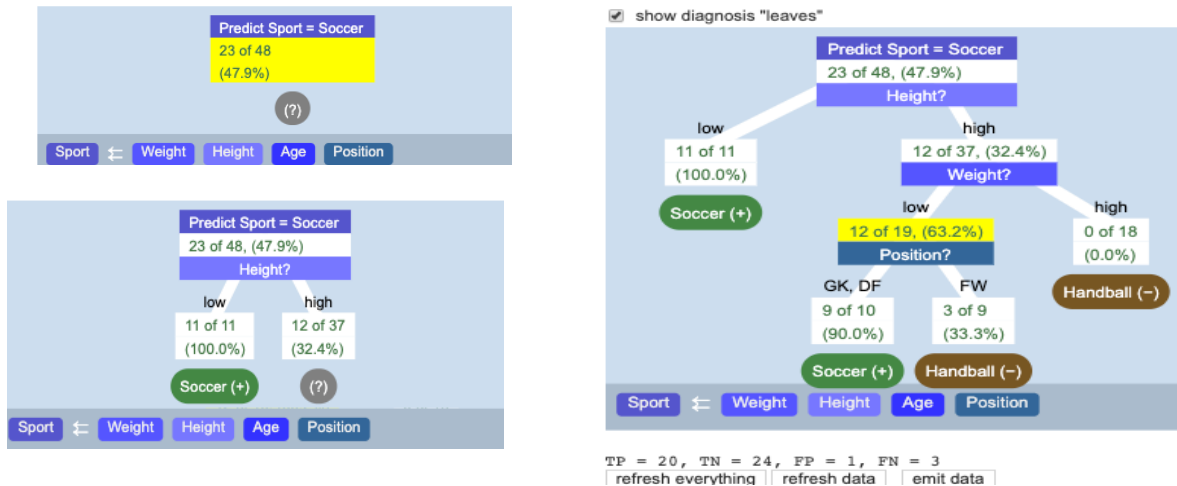 Predict Sport = Soccer
23 of 48
(47.9%)
(?)
Sport ⇇ Weight Height Age Position
Predict Sport = Soccer
23 of 48, (47.9%)
Height?
low high
11 of 11 12 of 37
(100.0%) (32.4%)
Soccer (+) (?)
Sport ⇇ Weight Height Age Position
show diagnosis "leaves"
Predict Sport = Soccer
23 of 48, (47.9%)
Height?
low high
11 of 11 12 of 37, (32.4%)
(100.0%) Weight?
Soccer (+)
low high
12 of 19, (63.2%) 0 of 18
Position? (0.0%)
GK, DF FW Handball (−)
9 of 10 3 of 9
(90.0%) (33.3%)
Soccer (+) Handball (−)
Sport ⇇ Weight Height Age Position
TP = 20, TN = 24, FP = 1, FN = 3
refresh everything refresh data emit data